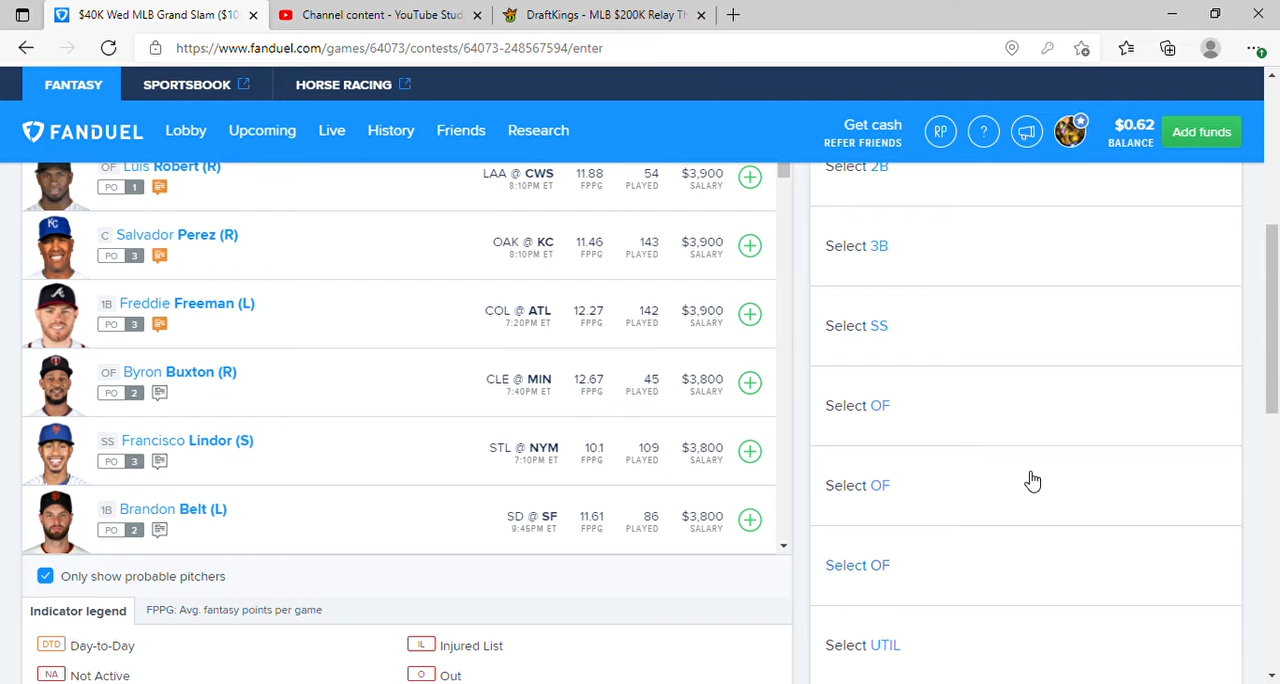 $40K Wed MLB Grand Slam ($10
Channel content - YouTube Stud
DraftKings - MLB $200K Relay Th
https://www.fanduel.com/games/64073/contests/64073-248567594/enter
FANTASY
SPORTSBOOK
HORSE RACING
FANDUEL
Lobby
Upcoming
Live
History
Friends
Research
Get cash
REFER FRIENDS
RP
?
$0.62
BALANCE
Add funds
OF Luis Robert (R)
PO 1
LAA @ CWS
8:10PM ET
11.88
FPPG
54
PLAYED
$3,900
SALARY
C Salvador Perez (R)
PO 3
OAK @ KC
8:10PM ET
11.46
FPPG
143
PLAYED
$3,900
SALARY
1B Freddie Freeman (L)
PO 3
COL @ ATL
7:20PM ET
12.27
FPPG
142
PLAYED
$3,900
SALARY
OF Byron Buxton (R)
PO 2
CLE @ MIN
7:40PM ET
12.67
FPPG
45
PLAYED
$3,800
SALARY
SS Francisco Lindor (S)
PO 3
STL @ NYM
7:10PM ET
10.1
FPPG
109
PLAYED
$3,800
SALARY
1B Brandon Belt (L)
PO 2
SD @ SF
9:45PM ET
11.61
FPPG
86
PLAYED
$3,800
SALARY
Only show probable pitchers
Indicator legend
FPPG: Avg. fantasy points per game
DTD Day-to-Day
IL Injured List
NA Not Active
O Out
Select 2B
Select 3B
Select SS
Select OF
Select OF
Select OF
Select UTIL